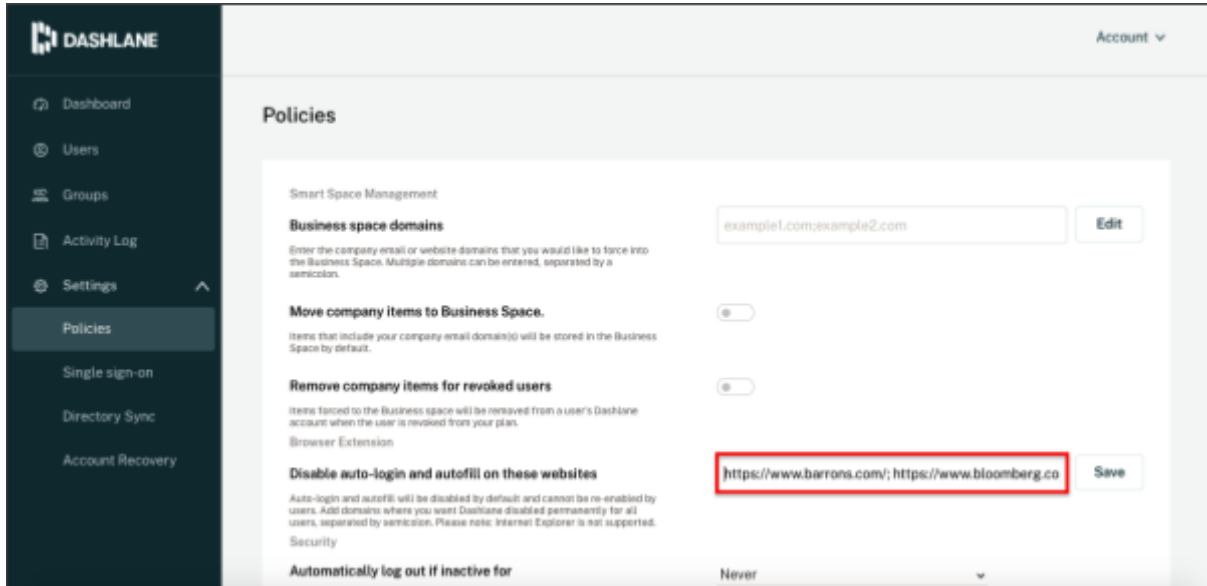 DASHLANE
Account
Dashboard
Users
Groups
Activity Log
Settings
Policies
Single sign-on
Directory Sync
Account Recovery
Policies
Smart Space Management
Business space domains
example1.com;example2.com
Edit
Enter the company email or website domains that you would like to force into
the Business Space. Multiple domains can be entered, separated by a
semicolon.
Move company items to Business Space.
Items that include your company email domain(s) will be stored in the Business
Space by default.
Remove company items for revoked users
Items forced to the Business space will be removed from a user's Dashlane
account when the user is revoked from your plan.
Browser Extension
Disable auto-login and autofill on these websites
https://www.barrons.com/; https://www.bloomberg.co
Save
Auto-login and autofill will be disabled by default and cannot be re-enabled by
users. Add domains where you want Dashlane disabled permanently for all
users, separated by semicolon. Please note: Internet Explorer is not supported.
Security
Automatically log out if inactive for
Never